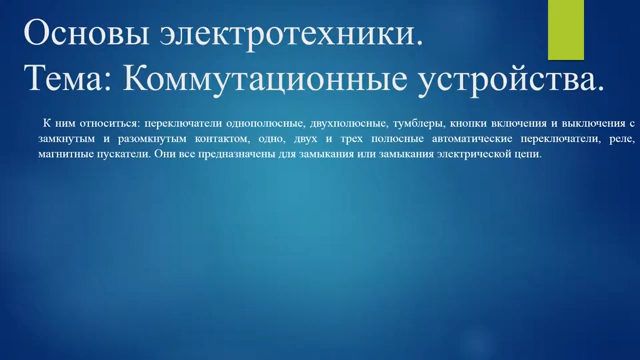 Основы электротехники.
Тема: Коммутационные устройства.
К ним относиться: переключатели однополюсные, двухполюсные, тумблеры, кнопки включения и выключения с
замкнутым и разомкнутым контактом, одно, двух и трех полюсные автоматические переключатели, реле,
магнитные пускатели. Они все предназначены для замыкания или замыкания электрической цепи.